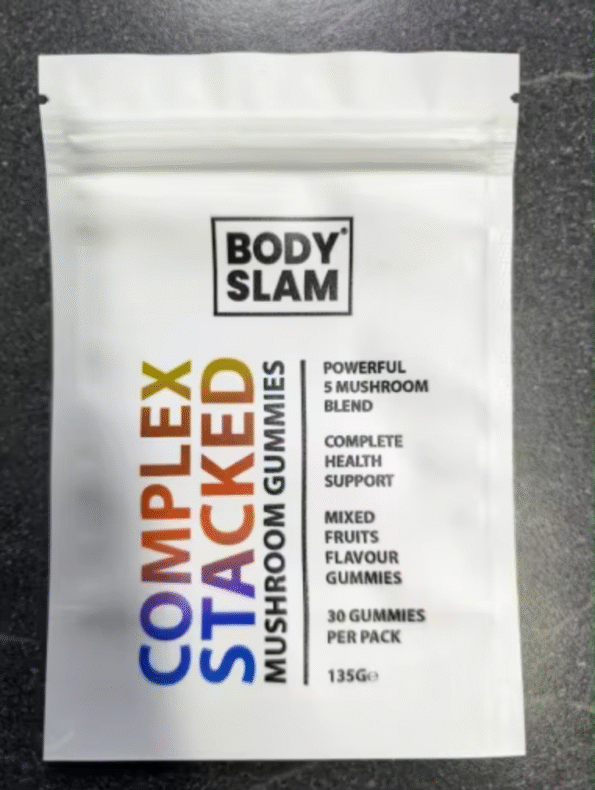 BODY®
SLAM
COMPLEX
STACKED
MUSHROOM GUMMIES
POWERFUL
5 MUSHROOM
BLEND
COMPLETE
HEALTH
SUPPORT
MIXED
FRUITS
FLAVOUR
GUMMIES
30 GUMMIES
PER PACK
135G℮